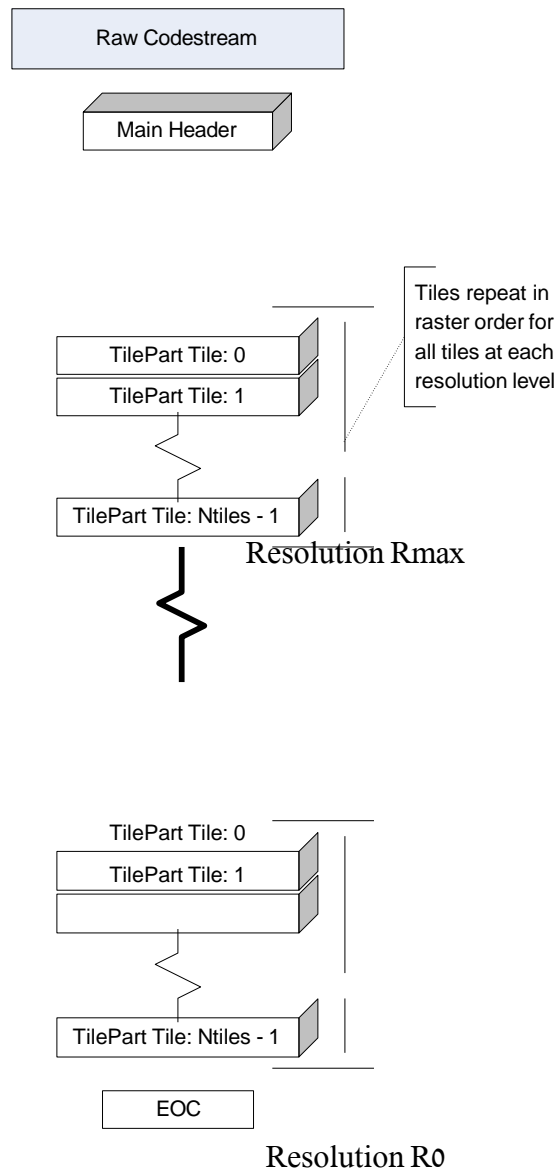 Raw Codestream
Main Header
Tiles repeat in
raster order for
all tiles at each
resolution level
TilePart Tile: 0
TilePart Tile: 1
TilePart Tile: Ntiles - 1
Resolution Rmax
TilePart Tile: 0
TilePart Tile: 1
TilePart Tile: Ntiles - 1
EOC
Resolution R0